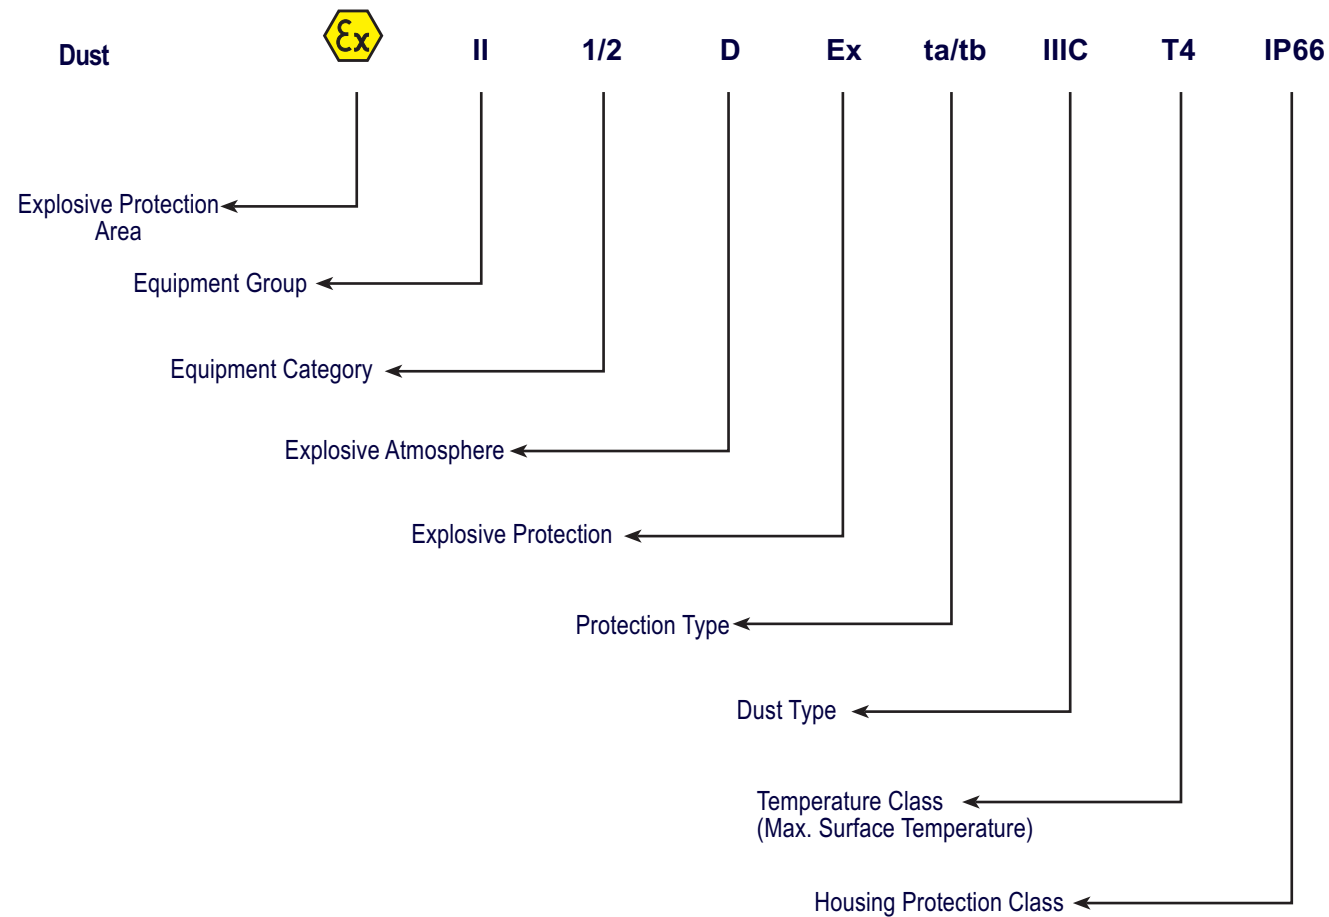 Dust Ex II 1/2 D Ex ta/tb IIIC T4 IP66
Explosive Protection
Area
Equipment Group
Equipment Category
Explosive Atmosphere
Explosive Protection
Protection Type
Dust Type
Temperature Class
(Max. Surface Temperature)
Housing Protection Class